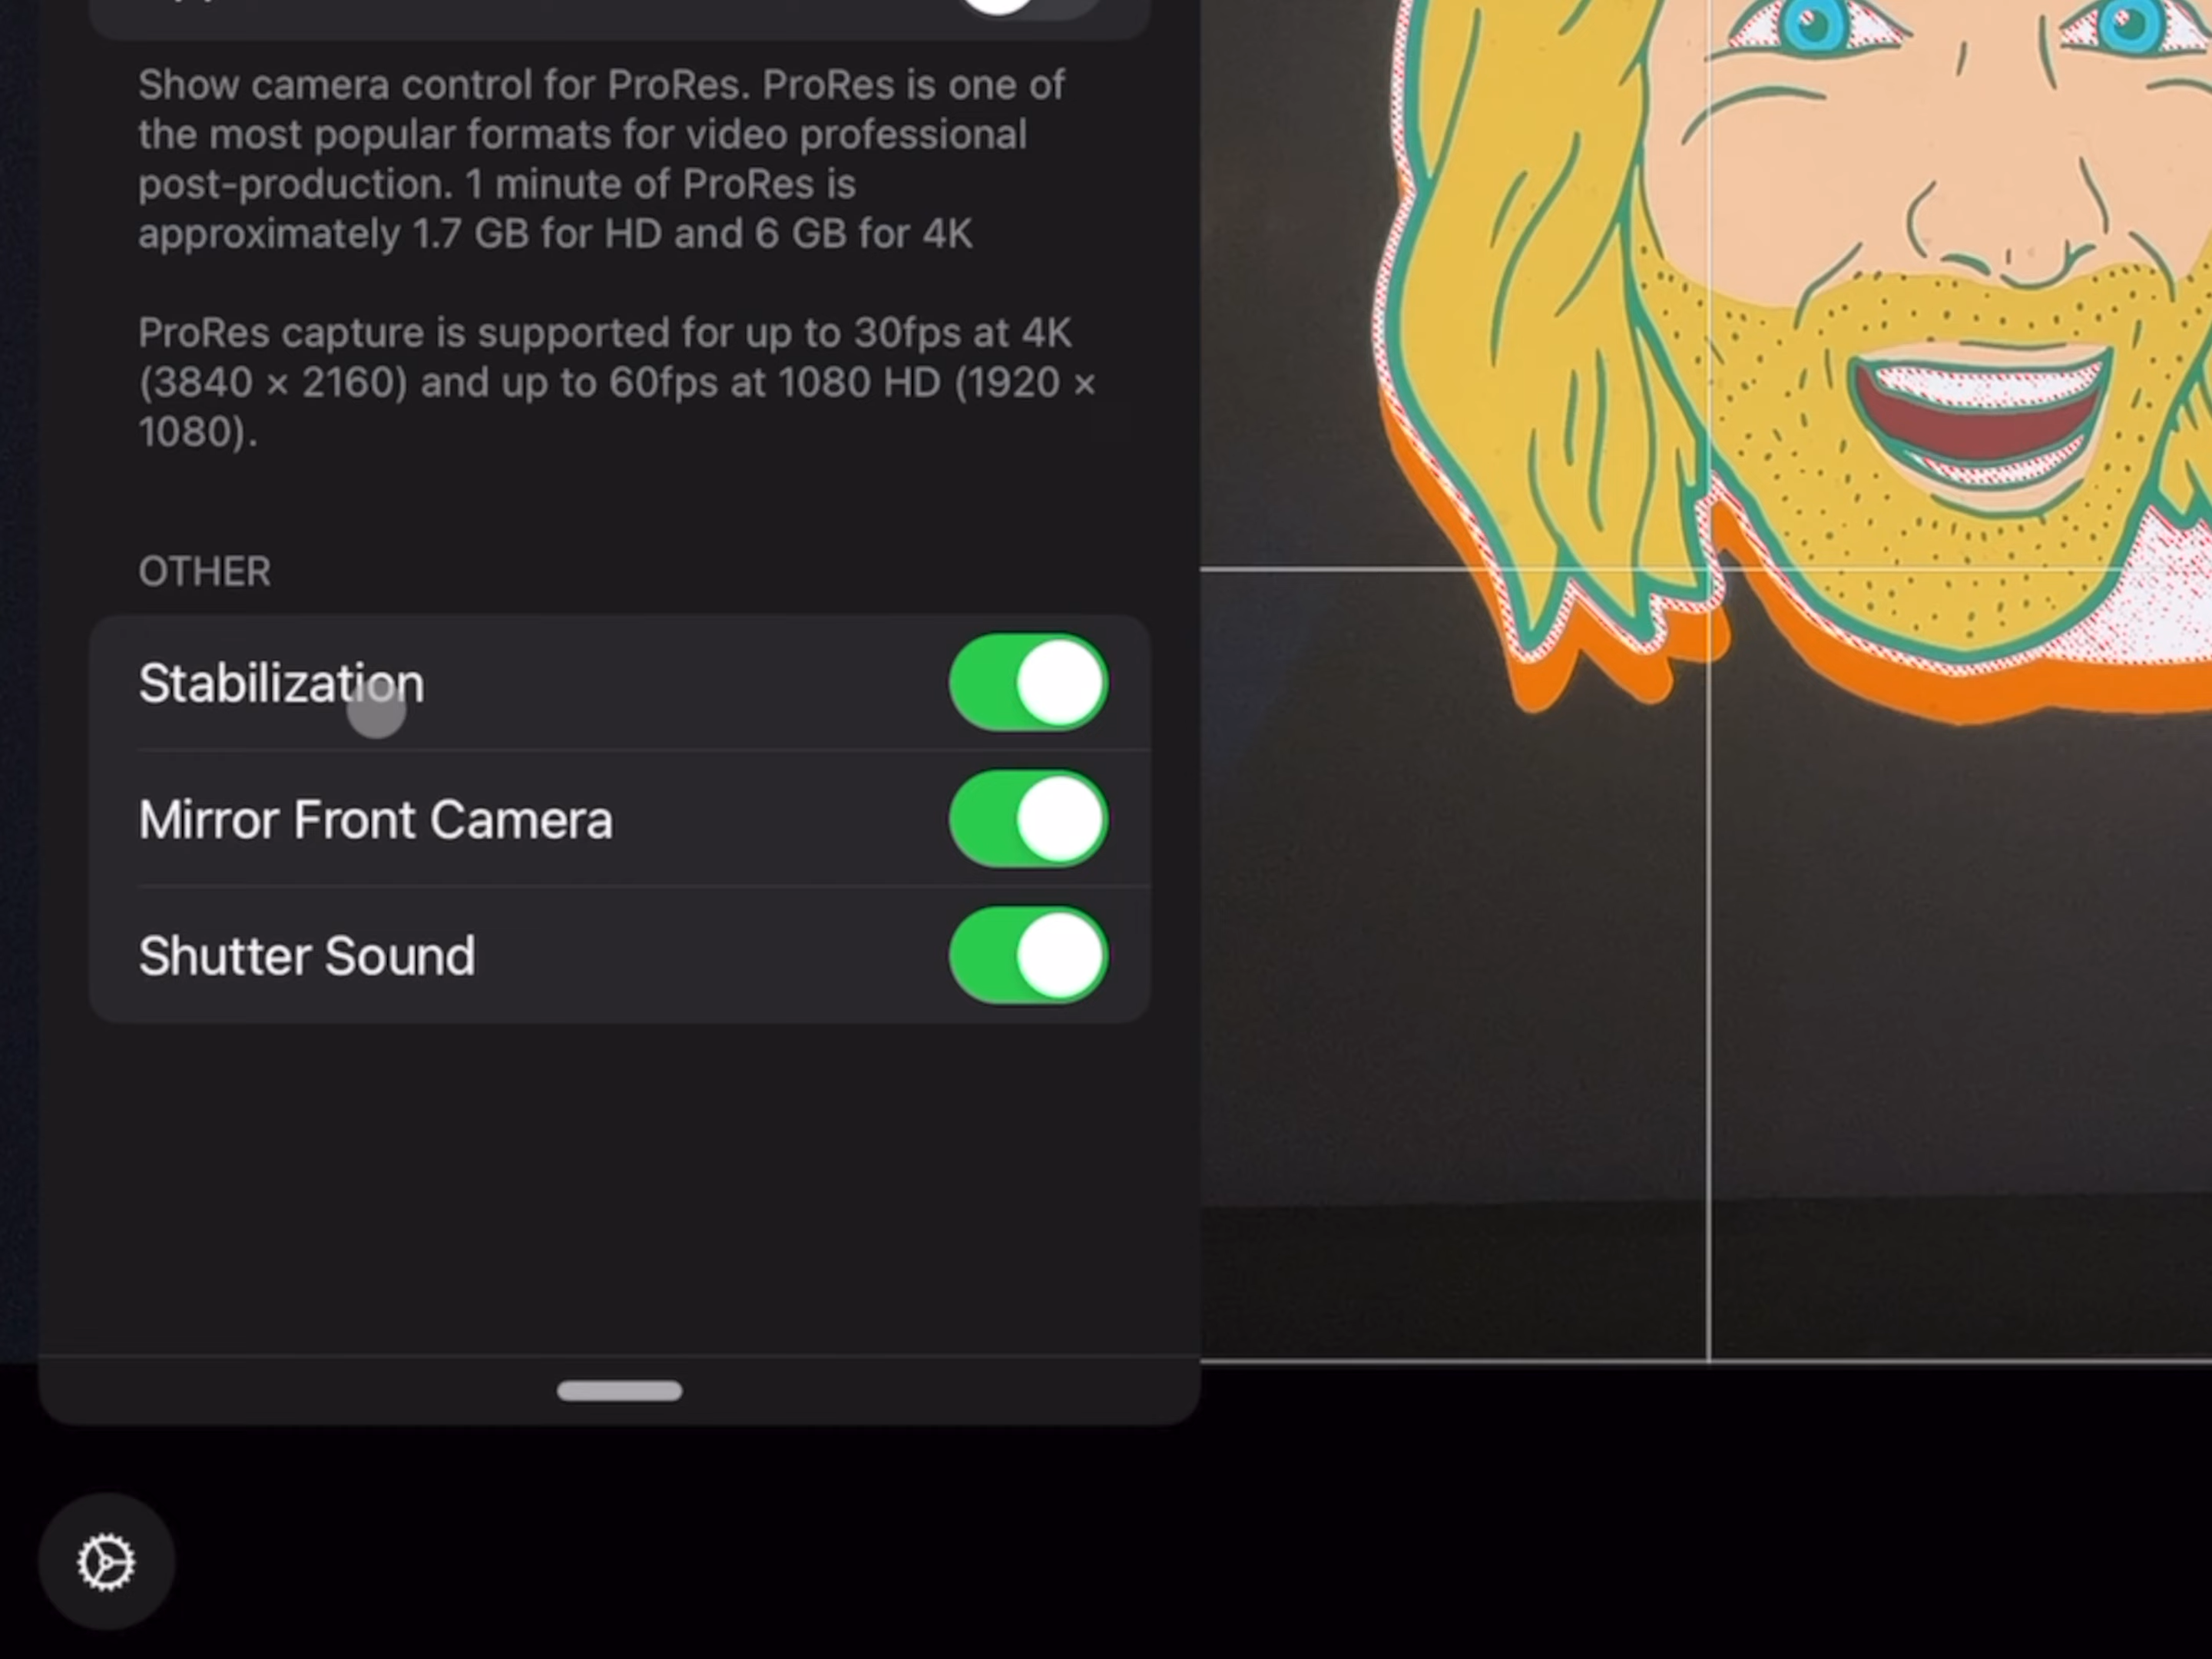 Show camera control for ProRes. ProRes is one of
the most popular formats for video professional
post-production. 1 minute of ProRes is
approximately 1.7 GB for HD and 6 GB for 4K
ProRes capture is supported for up to 30fps at 4K
(3840 × 2160) and up to 60fps at 1080 HD (1920 ×
1080).
OTHER
Stabilization
Mirror Front Camera
Shutter Sound